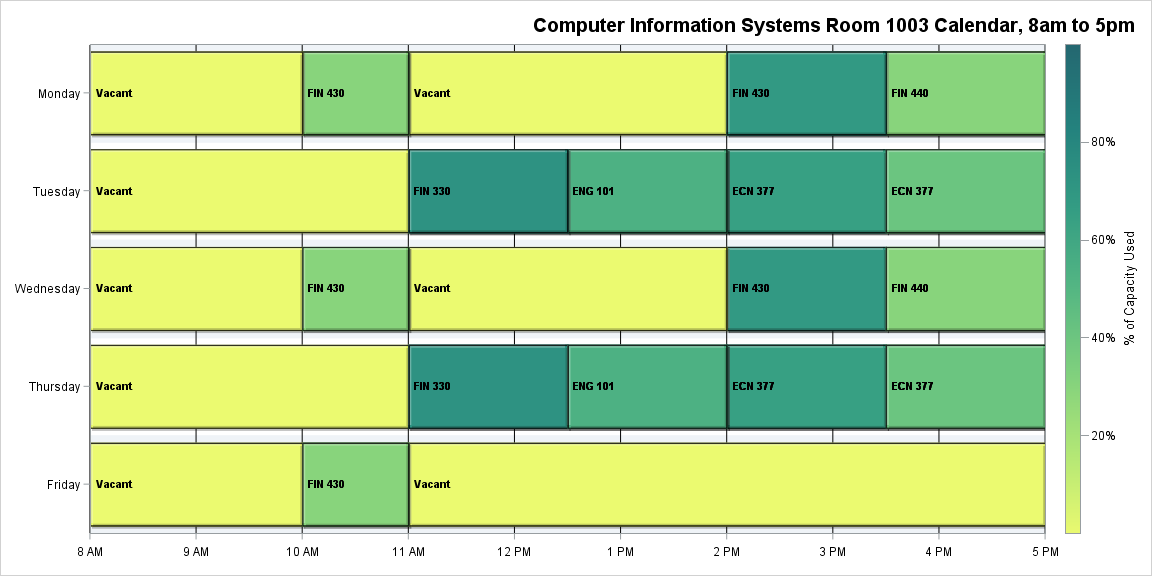 Computer Information Systems Room 1003 Calendar, 8am to 5pm
Monday
Vacant
FIN 430
Vacant
FIN 430
FIN 440
Tuesday
Vacant
FIN 330
ENG 101
ECN 377
ECN 377
Wednesday
Vacant
FIN 430
Vacant
FIN 430
FIN 440
Thursday
Vacant
FIN 330
ENG 101
ECN 377
ECN 377
Friday
Vacant
FIN 430
Vacant
8 AM
9 AM
10 AM
11 AM
12 PM
1 PM
2 PM
3 PM
4 PM
5 PM
80%
60%
40%
20%
% of Capacity Used